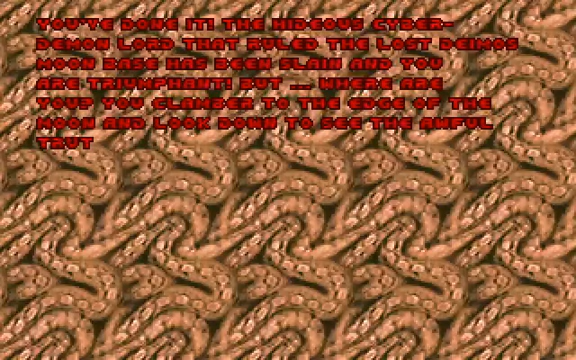 YOU'VE DONE IT! THE HIDEOUS CYBER-
DEMON LORD THAT RULED THE LOST DEIMOS
MOON BASE HAS BEEN SLAIN AND YOU
ARE TRIUMPHANT! BUT ... WHERE ARE
YOU? YOU CLAMBER TO THE EDGE OF THE
MOON AND LOOK DOWN TO SEE THE AWFUL
TRUT